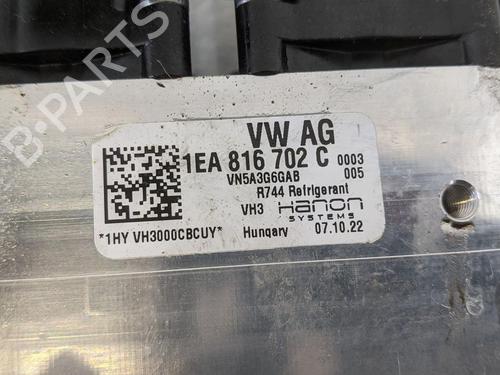 VW AG
1EA 816 702 C 0003
VN5A3G6GAB 005
R744 Refrigerant
VH3 Hanon
SYSTEMS
*1HY VH3000CBCUY* Hungary 07.10.22
B-PARTS